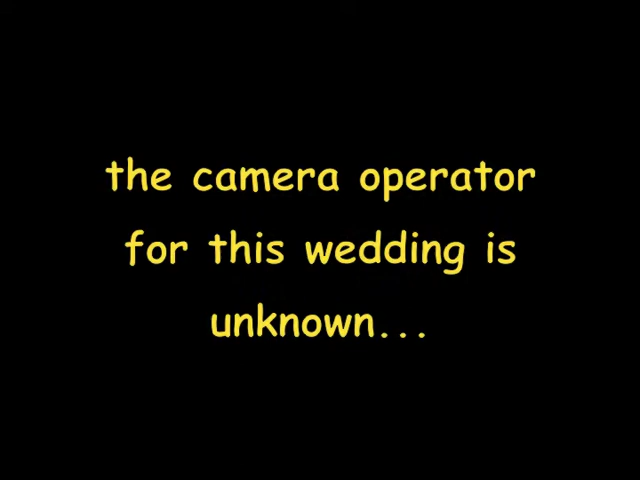 the camera operator
for this wedding is
unknown...